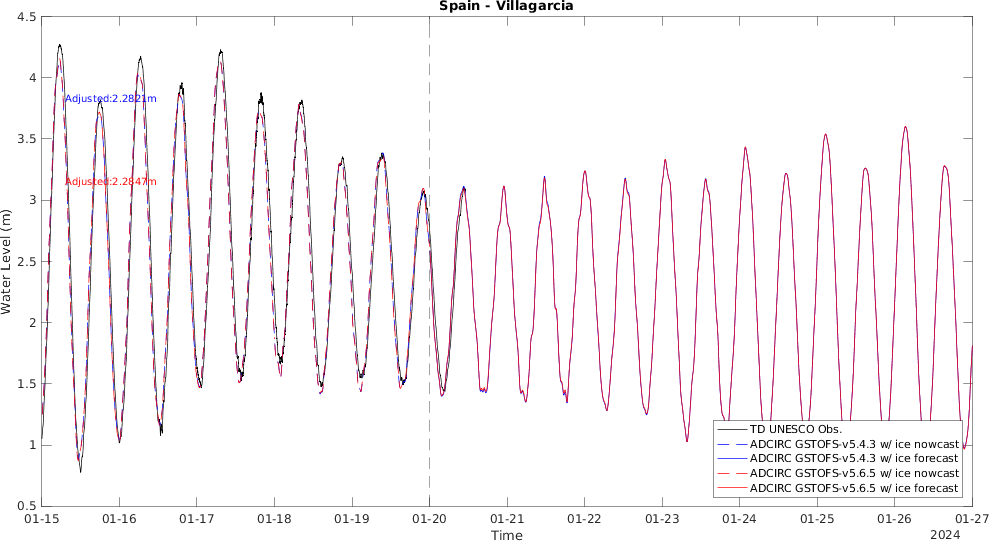 Spain - Villagarcia
4.5
4
3.5
3
2.5
2
1.5
1
0.5
Water Level (m)
Adjusted:2.2821m
Adjusted:2.2847m
TD UNESCO Obs.
ADCIRC GSTOFS-v5.4.3 w/ ice nowcast
ADCIRC GSTOFS-v5.4.3 w/ ice forecast
ADCIRC GSTOFS-v5.6.5 w/ ice nowcast
ADCIRC GSTOFS-v5.6.5 w/ ice forecast
01-15 01-16 01-17 01-18 01-19 01-20 01-21 01-22 01-23 01-24 01-25 01-26 01-27
Time
2024